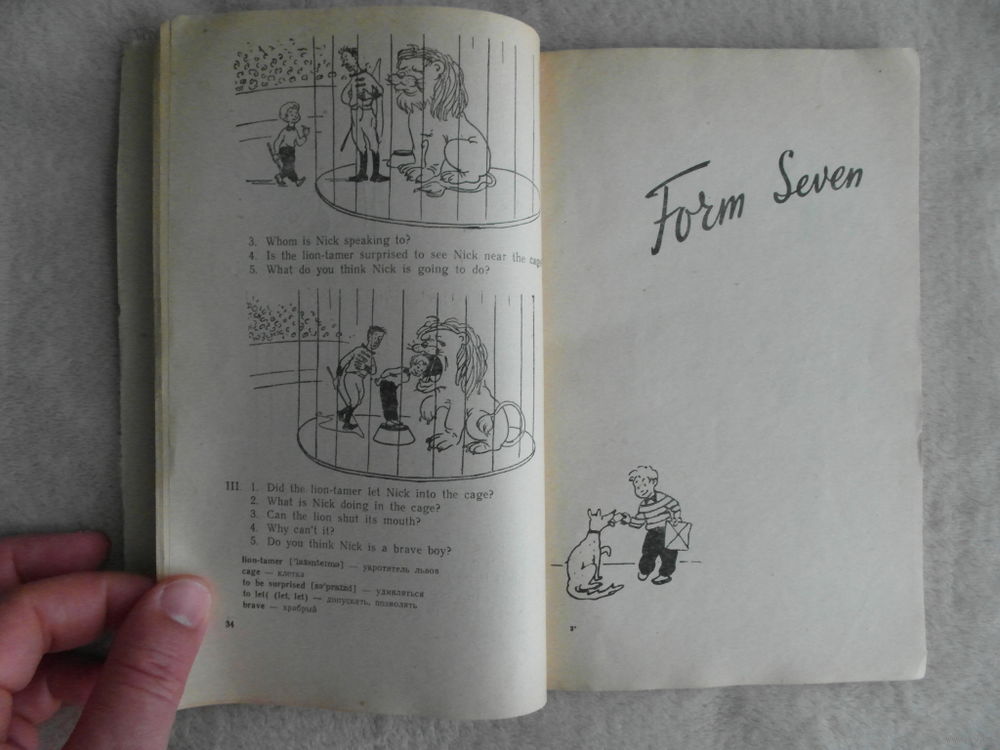 3. Whom is Nick speaking to?
4. Is the lion-tamer surprised to see Nick near the cage
5. What do you think Nick is going to do?
III. 1. Did the lion-tamer let Nick into the cage?
2. What is Nick doing in the cage?
3. Can the lion shut its mouth?
4. Why can't it?
5. Do you think Nick is a brave boy?
lion-tamer — укротитель львов
cage — клетка
to be surprised [sə'praizd] — удивляться
to let (let, let) — допускать, позволять
brave — храбрый
34
Form Seven